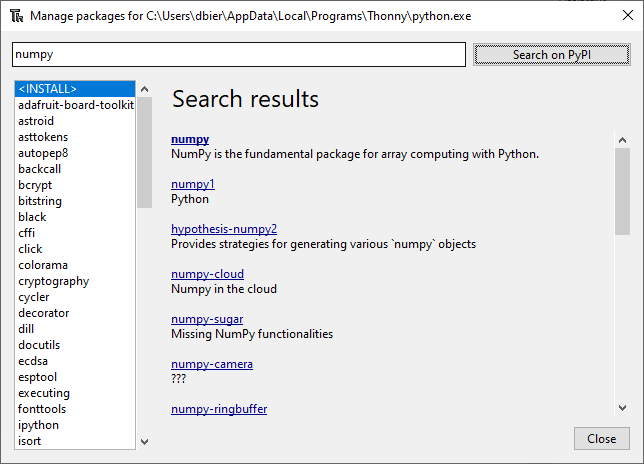 Manage packages for C:\Users\dbier\AppData\Local\Programs\Thonny\python.exe
numpy
Search on PyPI
<INSTALL>
adafruit-board-toolkit
astroid
asttokens
autopep8
backcall
bcrypt
bitstring
black
cffi
click
colorama
cryptography
cycler
decorator
dill
docutils
ecdsa
esptool
executing
fonttools
ipython
isort
Search results
numpy
NumPy is the fundamental package for array computing with Python.
numpy1
Python
hypothesis-numpy2
Provides strategies for generating various `numpy` objects
numpy-cloud
Numpy in the cloud
numpy-sugar
Missing NumPy functionalities
numpy-camera
???
numpy-ringbuffer
Close